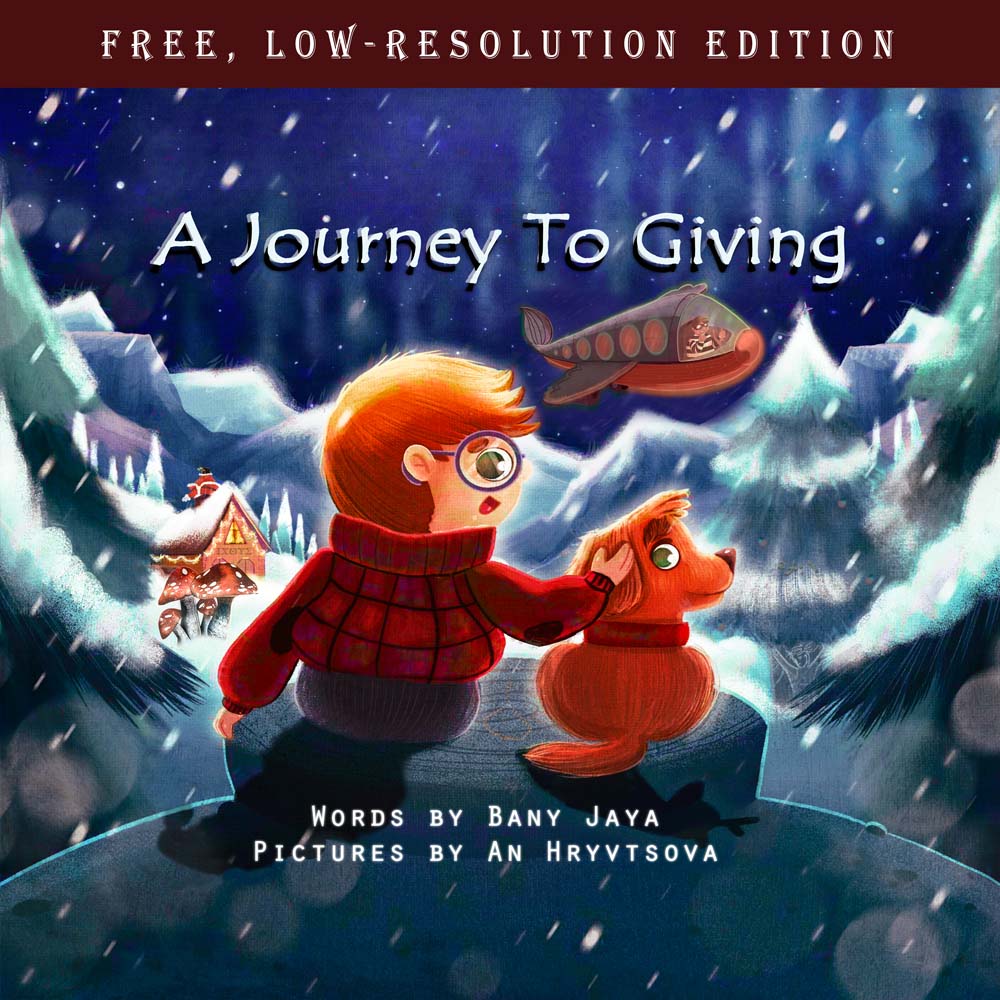 FREE, LOW-RESOLUTION EDITION
A Journey To Giving
Words by Bany Jaya
Pictures by An Hryvtsova